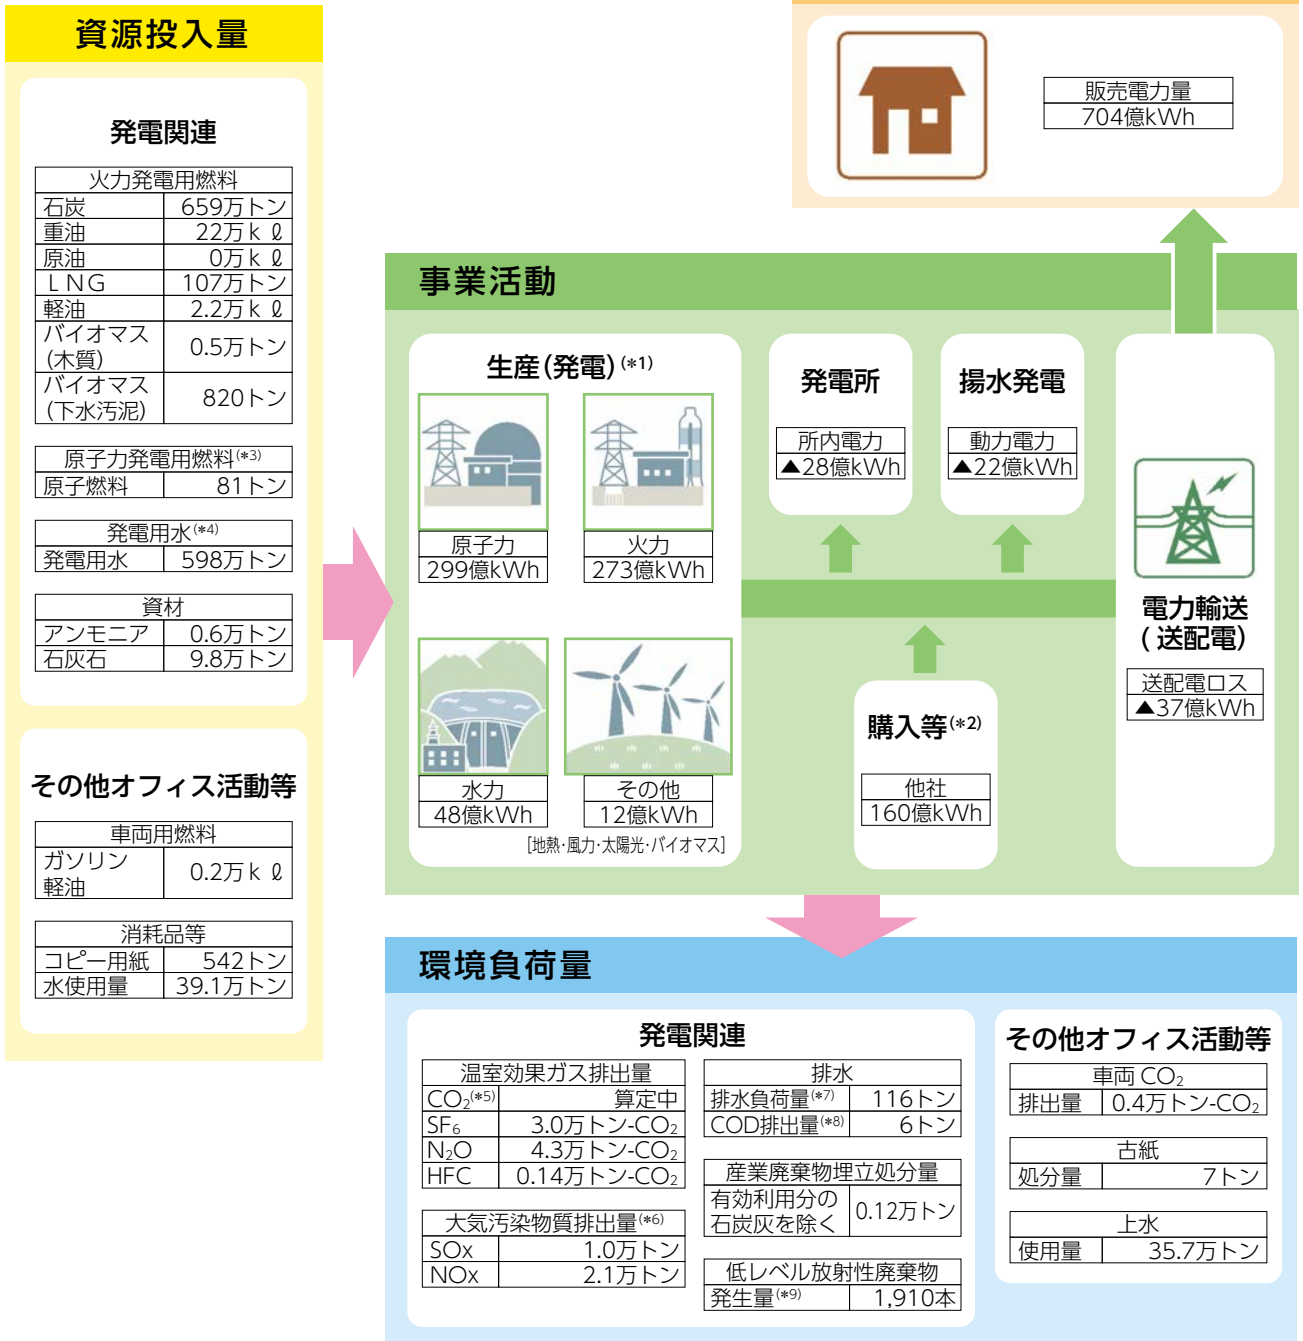 資源投入量
発電関連
火力発電用燃料
石炭 659万トン
重油 22万kℓ
原油 0万kℓ
LNG 107万トン
軽油 2.2万kℓ
バイオマス
(木質) 0.5万トン
バイオマス
(下水汚泥) 820トン
原子力発電用燃料(*3)
原子燃料 81トン
発電用水(*4)
発電用水 598万トン
資材
アンモニア 0.6万トン
石灰石 9.8万トン
その他オフィス活動等
車両用燃料
ガソリン
軽油 0.2万kℓ
消耗品等
コピー用紙 542トン
水使用量 39.1万トン
販売電力量
704億kWh
事業活動
生産(発電)(*1)
原子力
299億kWh
火力
273億kWh
水力
48億kWh
その他
12億kWh
[地熱・風力・太陽光・バイオマス]
発電所
所内電力
▲28億kWh
揚水発電
動力電力
▲22億kWh
購入等(*2)
他社
160億kWh
電力輸送
(送配電)
送配電ロス
▲37億kWh
環境負荷量
発電関連
温室効果ガス排出量
CO₂(*5) 算定中
SF₆ 3.0万トン-CO₂
N₂O 4.3万トン-CO₂
HFC 0.14万トン-CO₂
大気汚染物質排出量(*6)
SOx 1.0万トン
NOx 2.1万トン
排水
排水負荷量(*7) 116トン
COD排出量(*8) 6トン
産業廃棄物埋立処分量
有効利用分の
石炭灰を除く 0.12万トン
低レベル放射性廃棄物
発生量(*9) 1,910本
その他オフィス活動等
車両 CO₂
排出量 0.4万トン-CO₂
古紙
処分量 7トン
上水
使用量 35.7万トン